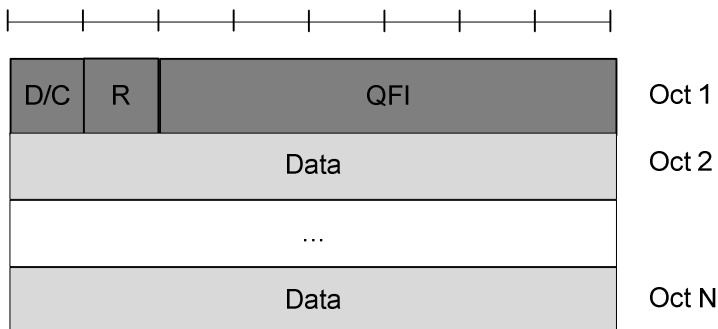 D/C R QFI Oct 1
Data Oct 2
...
Data Oct N